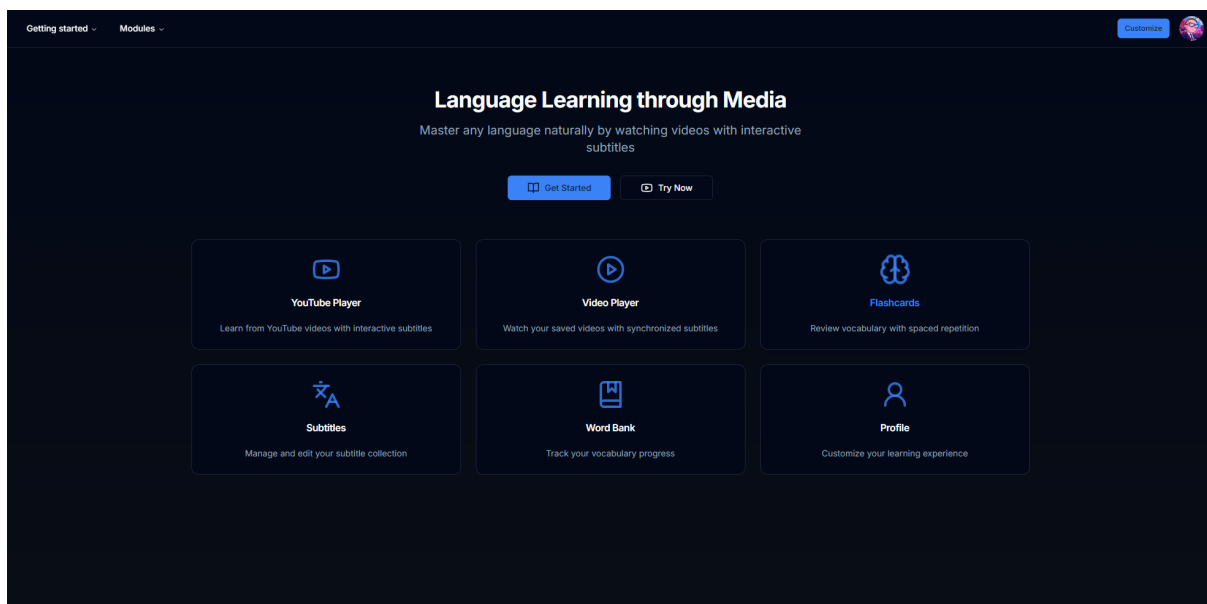 Getting started
Modules
Customize
Language Learning through Media
Master any language naturally by watching videos with interactive
subtitles
Get Started
Try Now
YouTube Player
Learn from YouTube videos with interactive subtitles
Video Player
Watch your saved videos with synchronized subtitles
Flashcards
Review vocabulary with spaced repetition
Subtitles
Manage and edit your subtitle collection
Word Bank
Track your vocabulary progress
Profile
Customize your learning experience